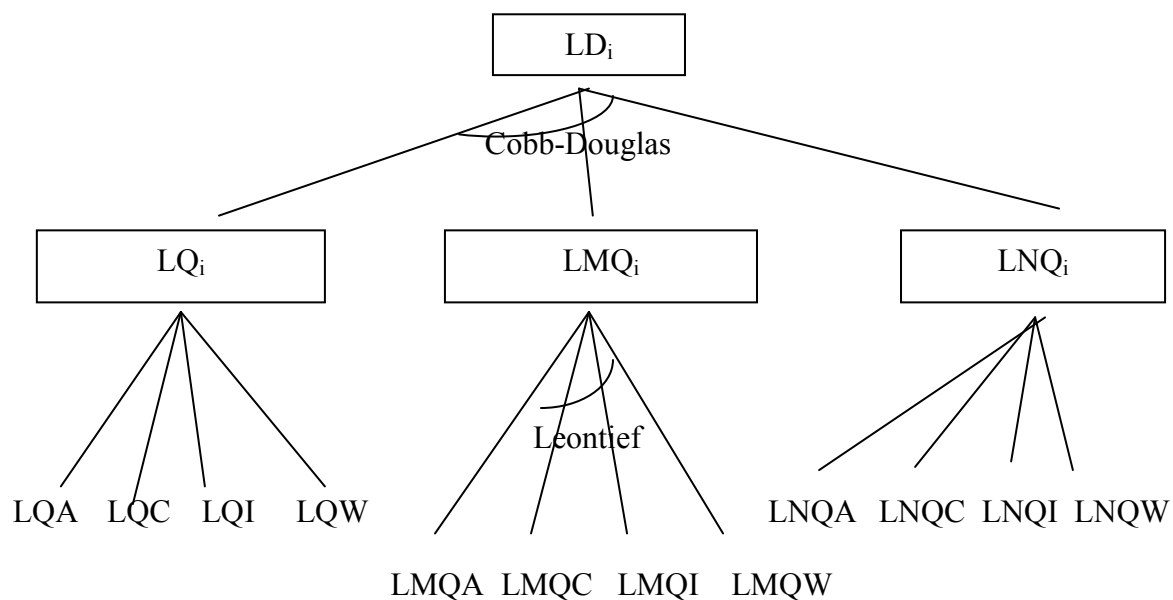 LDi
Cobb-Douglas
LQi LMQi LNQi
Leontief
LQA LQC LQI LQW LNQA LNQC LNQI LNQW
LMQA LMQC LMQI LMQW